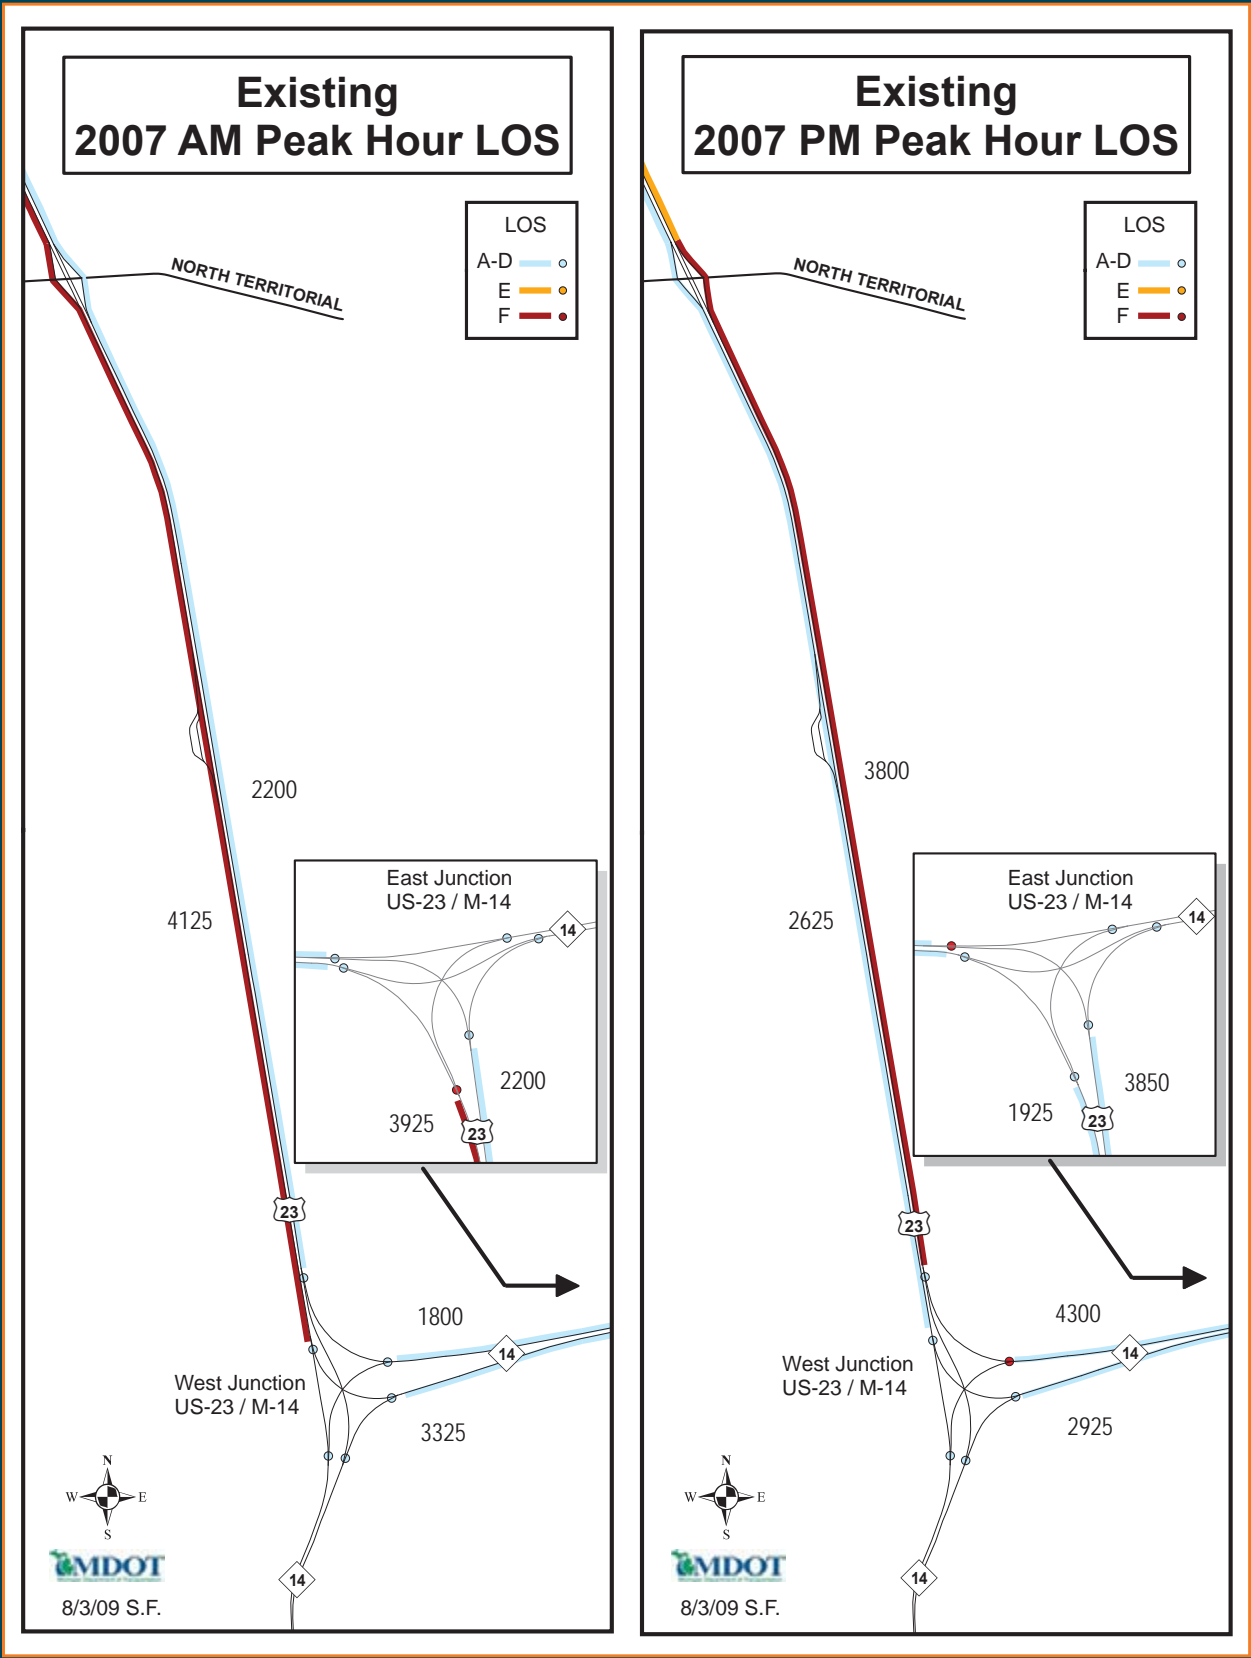 Existing
2007 AM Peak Hour LOS
LOS
A-D
E
F
NORTH TERRITORIAL
2200
4125
East Junction
US-23 / M-14
14
2200
3925
23
23
1800
14
West Junction
US-23 / M-14
3325
N
W
E
S
MDOT
14
8/3/09 S.F.
Existing
2007 PM Peak Hour LOS
LOS
A-D
E
F
NORTH TERRITORIAL
3800
2625
East Junction
US-23 / M-14
14
3850
1925
23
23
4300
14
West Junction
US-23 / M-14
2925
N
W
E
S
MDOT
14
8/3/09 S.F.